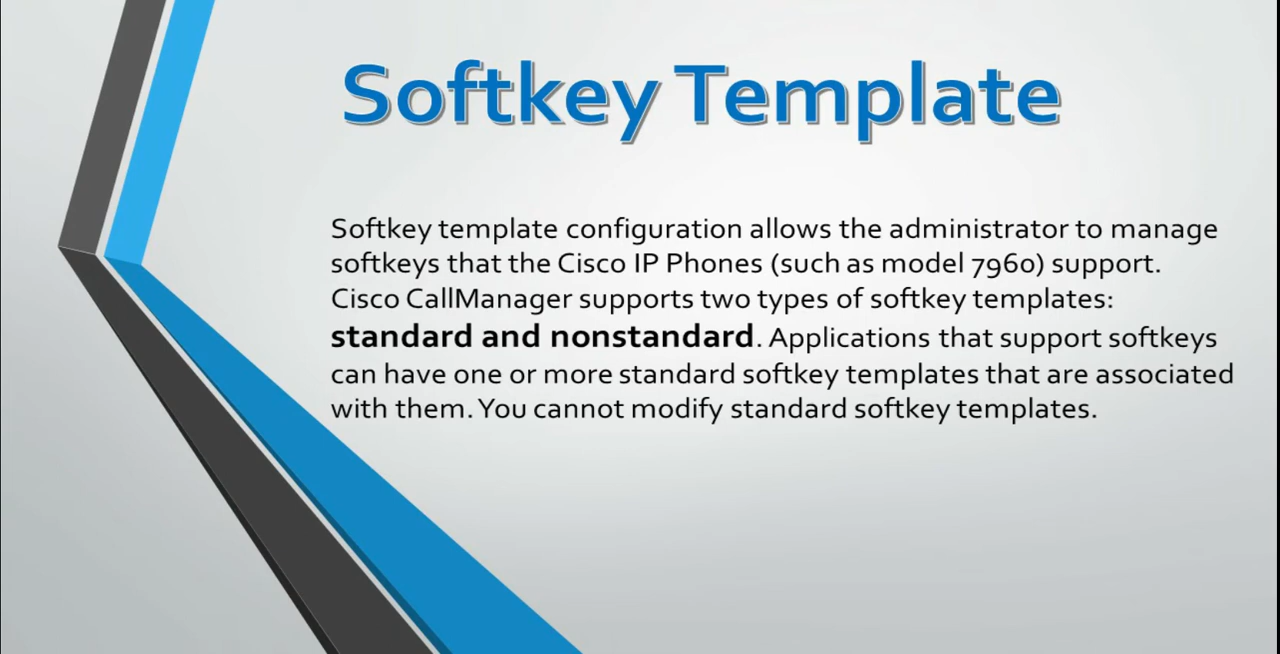 Softkey Template
Softkey template configuration allows the administrator to manage
softkeys that the Cisco IP Phones (such as model 7960) support.
Cisco CallManager supports two types of softkey templates:
standard and nonstandard. Applications that support softkeys
can have one or more standard softkey templates that are associated
with them. You cannot modify standard softkey templates.